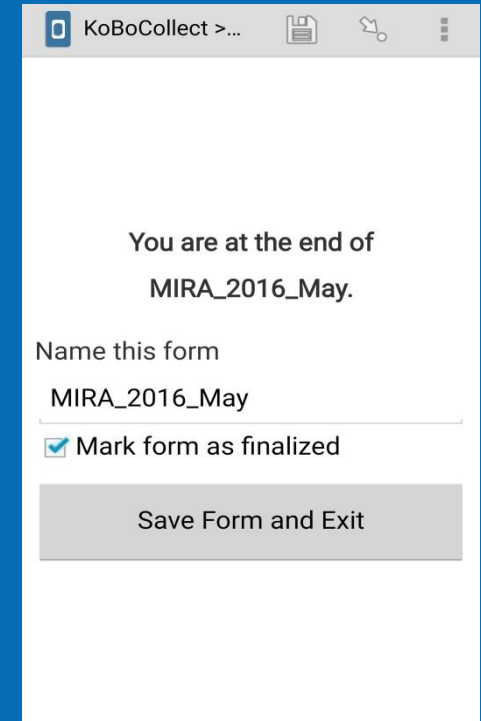 KoBoCollect >...
You are at the end of
MIRA_2016_May.
Name this form
MIRA_2016_May
Mark form as finalized
Save Form and Exit